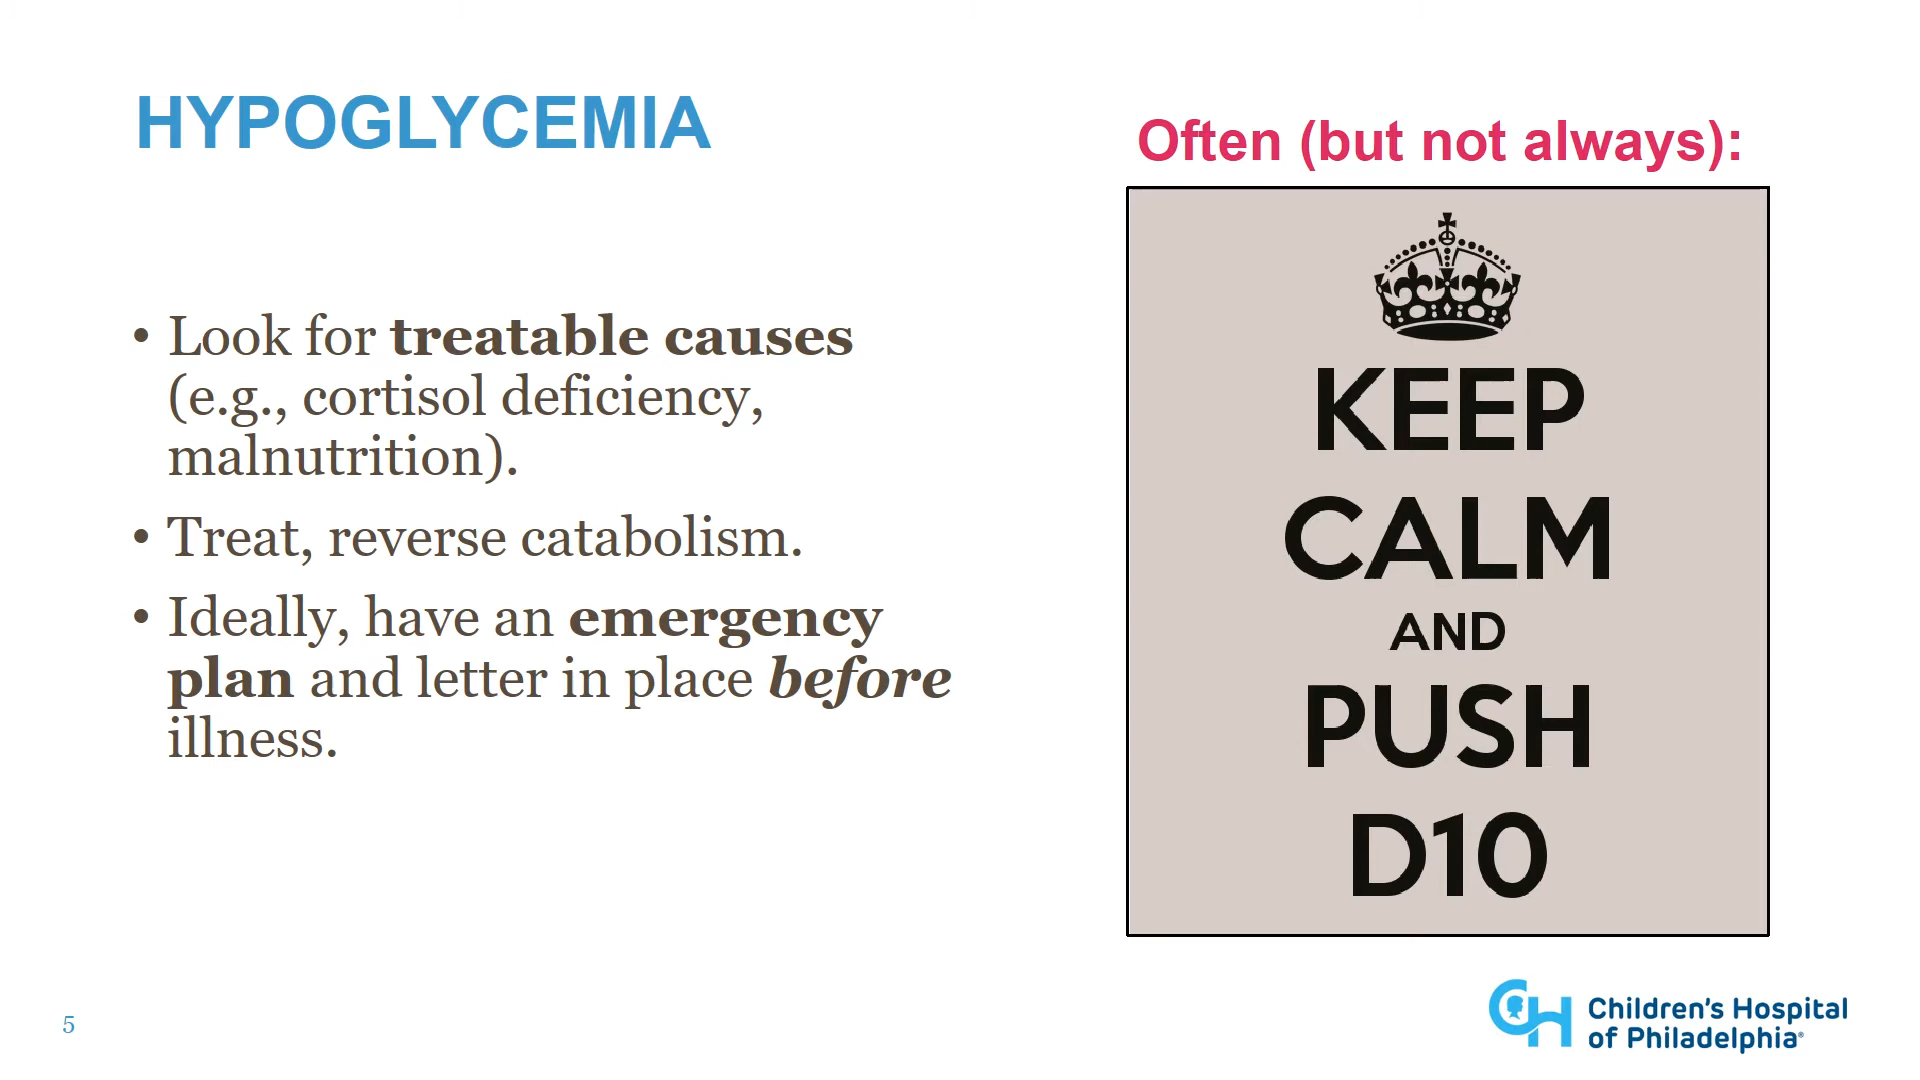 HYPOGLYCEMIA
• Look for treatable causes
(e.g., cortisol deficiency,
malnutrition).
• Treat, reverse catabolism.
• Ideally, have an emergency
plan and letter in place before
illness.
Often (but not always):
KEEP
CALM
AND
PUSH
D10
5
CH Children's Hospital
of Philadelphia®